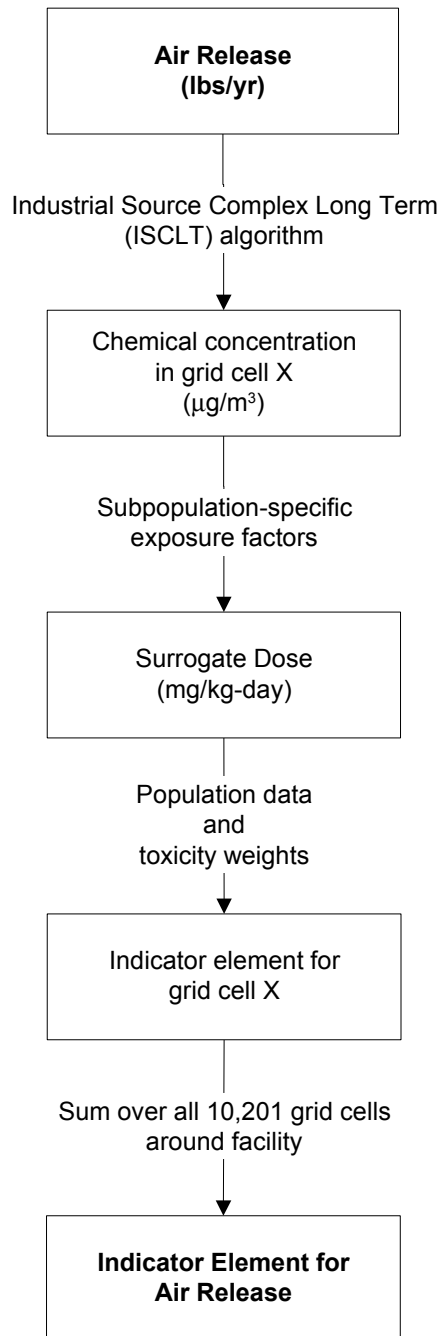 Air Release
(lbs/yr)
Industrial Source Complex Long Term
(ISCLT) algorithm
Chemical concentration
in grid cell X
(μg/m³)
Subpopulation-specific
exposure factors
Surrogate Dose
(mg/kg-day)
Population data
and
toxicity weights
Indicator element for
grid cell X
Sum over all 10,201 grid cells
around facility
Indicator Element for
Air Release